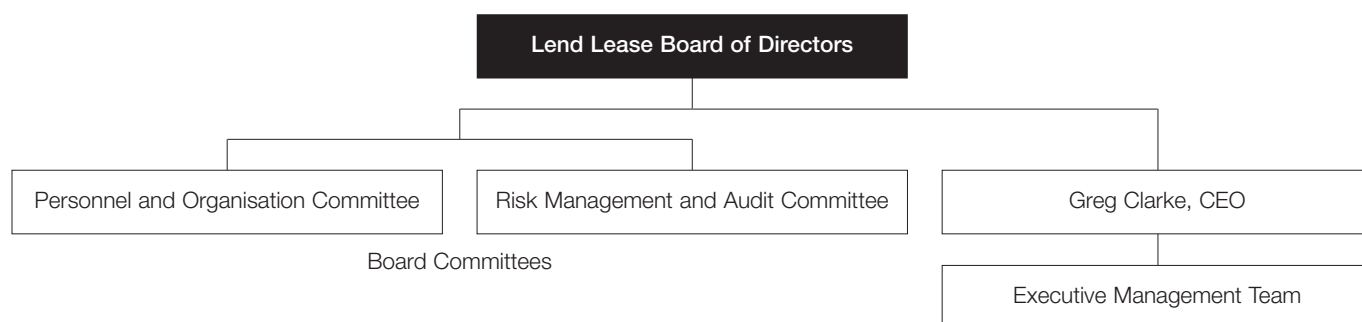 Lend Lease Board of Directors
Personnel and Organisation Committee
Risk Management and Audit Committee
Greg Clarke, CEO
Board Committees
Executive Management Team